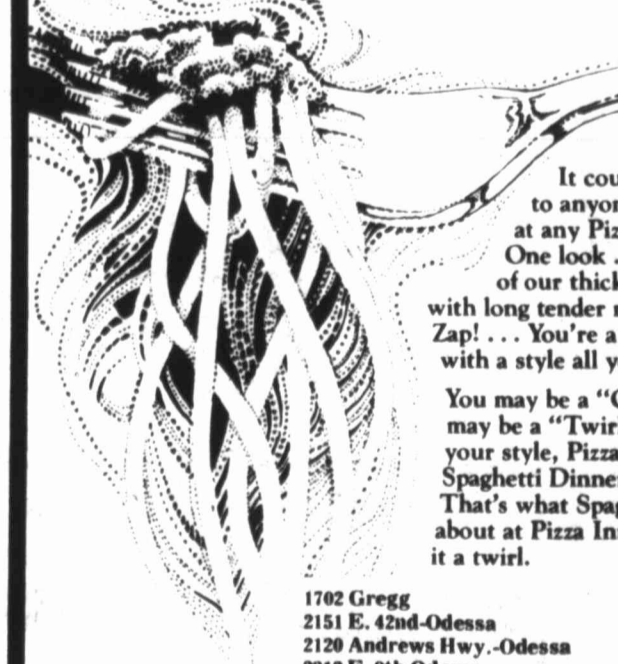 It cou
to anyon
at any Piz
One look .
of our thick
with long tender
Zap! . . . You're a
with a style all y
You may be a “
may be a “Twir
your style, Pizza
Spaghetti Dinne
That's what Spag
about at Pizza In
it a twirl.
1702 Gregg
2151 E. 42nd-Odessa
2120 Andrews Hwy.-Odessa